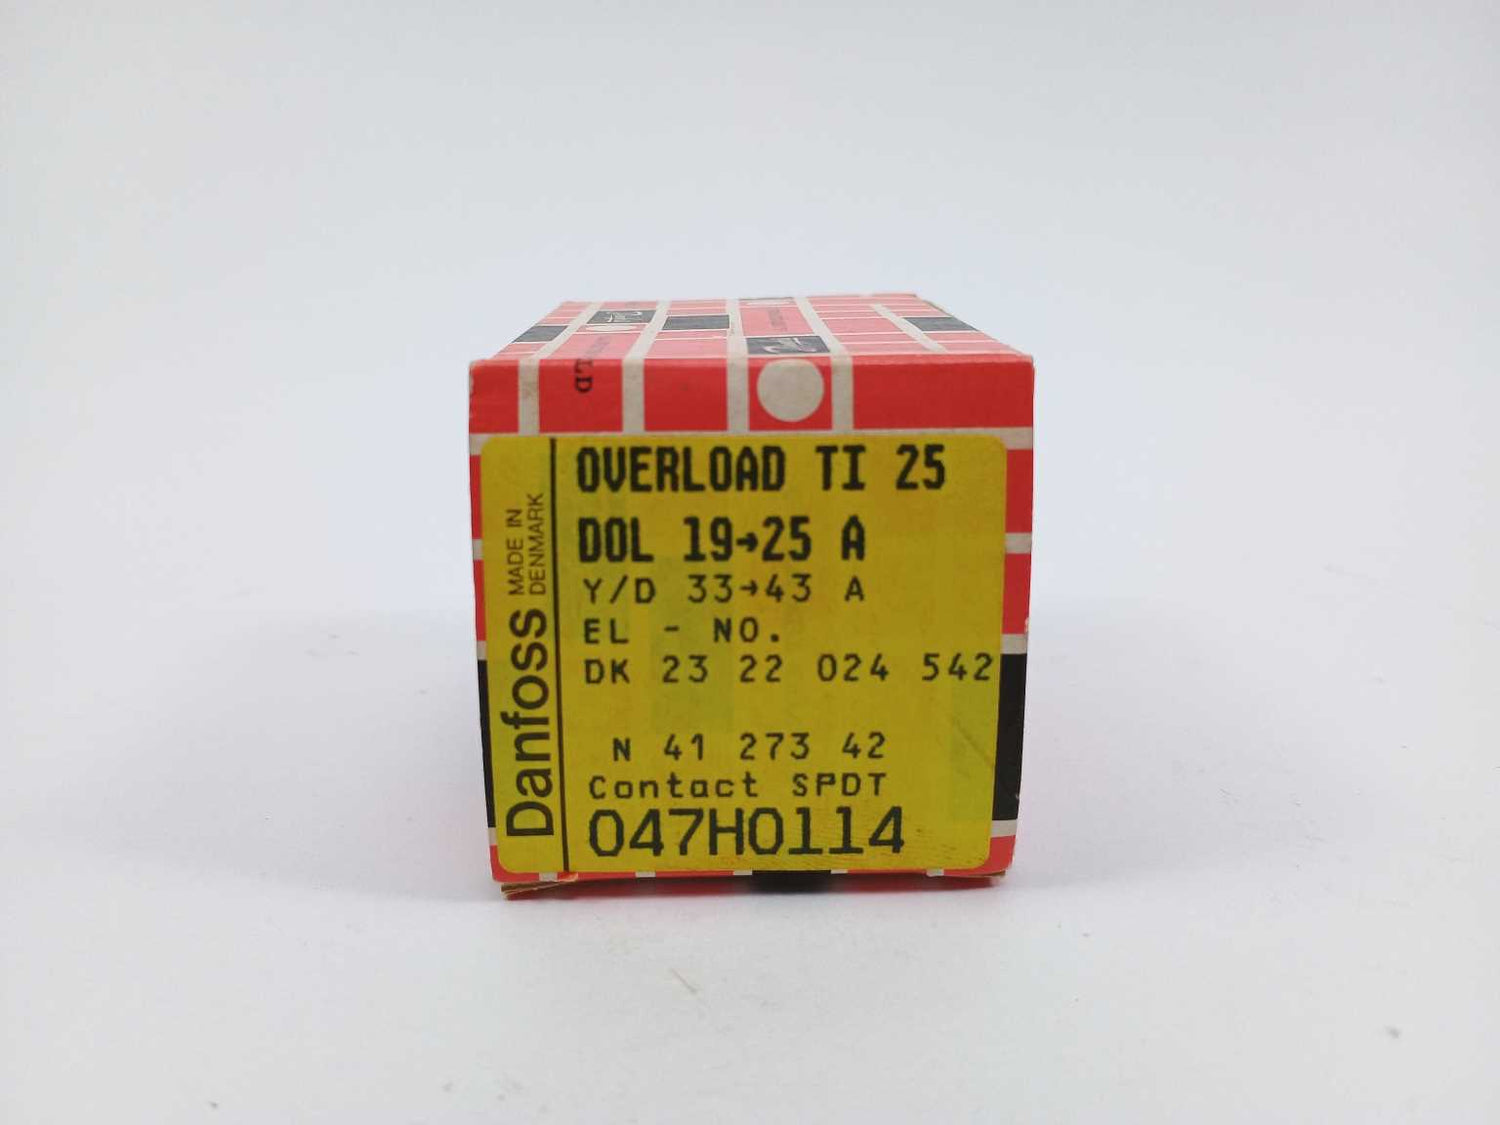 OVERLOAD TI 25
DOL 19→25 A
Y/D 33→43 A
EL - NO.
DK 23 22 024 542
N 41 273 42
Contact SPDT
047H0114
Danfoss
MADE IN
DENMARK